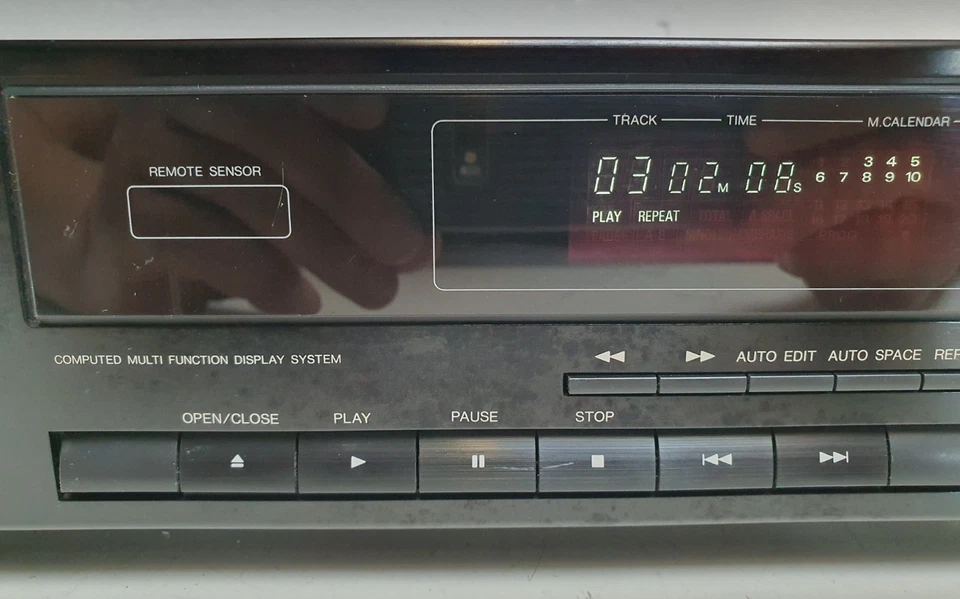 TRACK TIME M.CALENDAR
REMOTE SENSOR
03 02M 08S
3 4 5
6 7 8 9 10
PLAY REPEAT
COMPUTED MULTI FUNCTION DISPLAY SYSTEM
AUTO EDIT AUTO SPACE
OPEN/CLOSE PLAY PAUSE STOP